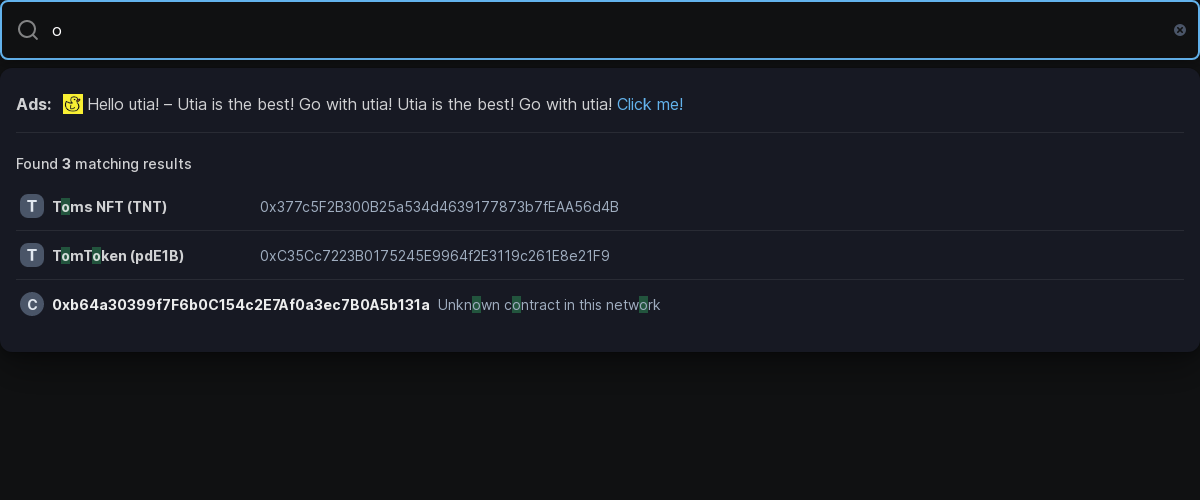 o
Ads: Hello utia! – Utia is the best! Go with utia! Utia is the best! Go with utia! Click me!
Found 3 matching results
T Toms NFT (TNT) 0x377c5F2B300B25a534d4639177873b7fEAA56d4B
T TomToken (pdE1B) 0xC35Cc7223B0175245E9964f2E3119c261E8e21F9
C 0xb64a30399f7F6b0C154c2E7Af0a3ec7B0A5b131a Unknown contract in this network